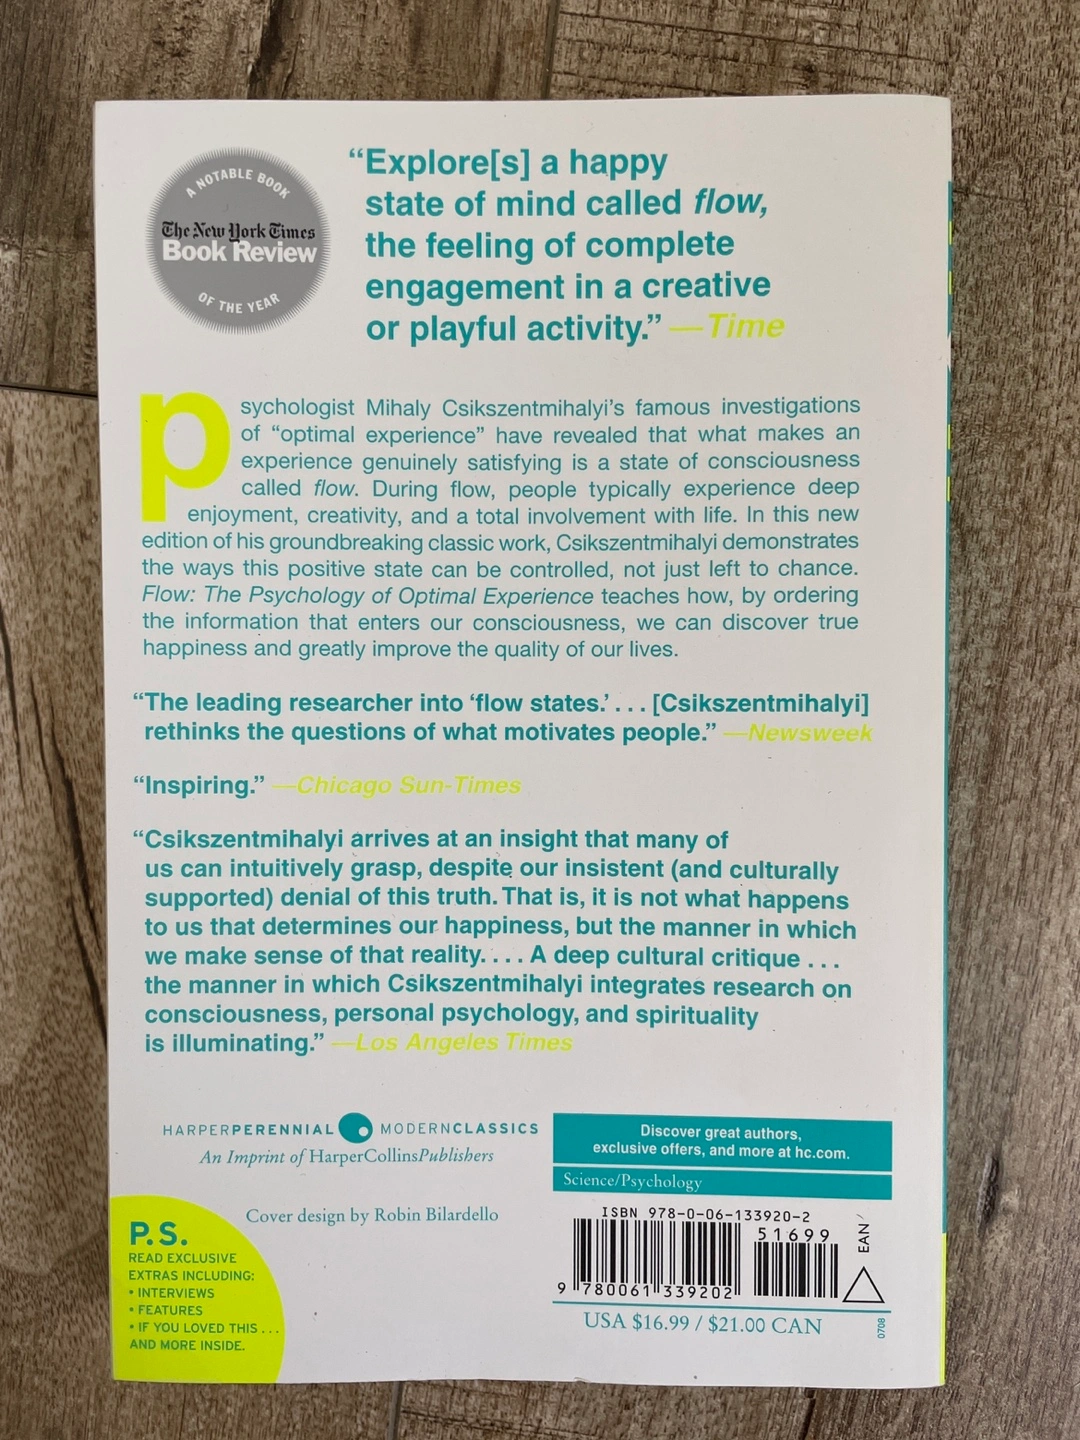 A NOTABLE BOOK
The New York Times
Book Review
OF THE YEAR
“Explore[s] a happy
state of mind called flow,
the feeling of complete
engagement in a creative
or playful activity.” —Time
Psychologist Mihaly Csikszentmihalyi’s famous investigations
of “optimal experience” have revealed that what makes an
experience genuinely satisfying is a state of consciousness
called flow. During flow, people typically experience deep
enjoyment, creativity, and a total involvement with life. In this new
edition of his groundbreaking classic work, Csikszentmihalyi demonstrates
the ways this positive state can be controlled, not just left to chance.
Flow: The Psychology of Optimal Experience teaches how, by ordering
the information that enters our consciousness, we can discover true
happiness and greatly improve the quality of our lives.
“The leading researcher into ‘flow states.’ . . . [Csikszentmihalyi]
rethinks the questions of what motivates people.” —Newsweek
“Inspiring.” —Chicago Sun-Times
“Csikszentmihalyi arrives at an insight that many of
us can intuitively grasp, despite our insistent (and culturally
supported) denial of this truth. That is, it is not what happens
to us that determines our happiness, but the manner in which
we make sense of that reality. . . . A deep cultural critique . . .
the manner in which Csikszentmihalyi integrates research on
consciousness, personal psychology, and spirituality
is illuminating.” —Los Angeles Times
HARPERPERENNIAL MODERNCLASSICS
An Imprint of HarperCollinsPublishers
Cover design by Robin Bilardello
P.S.
READ EXCLUSIVE
EXTRAS INCLUDING:
• INTERVIEWS
• FEATURES
• IF YOU LOVED THIS . . .
AND MORE INSIDE.
Discover great authors,
exclusive offers, and more at hc.com.
Science/Psychology
ISBN 978-0-06-133920-2
51699
EAN
9 780061 339202
USA $16.99 / $21.00 CAN
0708